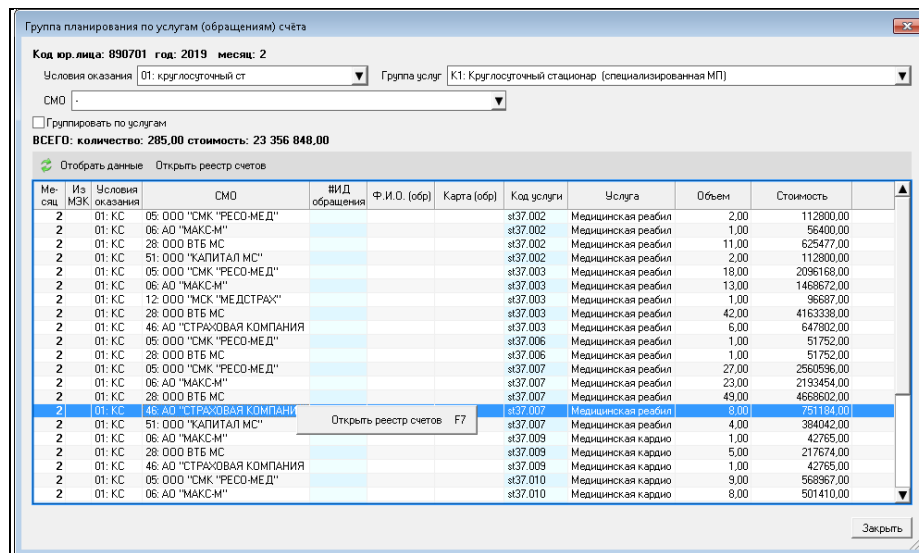 Группа планирования по услугам (обращениям) счёта
Код юр.лица: 890701 год: 2019 месяц: 2
Условия оказания 01: круглосуточный ст Группа услуг К1: Круглосуточный стационар (специализированная МП)
СМО -
Группировать по услугам
ВСЕГО: количество: 285,00 стоимость: 23 356 848,00
Отобрать данные Открыть реестр счетов
Ме-сяц Из МЭК Условия оказания СМО #ИД обращения Ф.И.О. (обр) Карта (обр) Код услуги Услуга Объем Стоимость
2 01: КС 05: ООО "СМК "РЕСО-МЕД" st37.002 Медицинская реабил 2,00 112800,00
2 01: КС 06: АО "МАКС-М" st37.002 Медицинская реабил 1,00 56400,00
2 01: КС 28: ООО ВТБ МС st37.002 Медицинская реабил 11,00 625477,00
2 01: КС 51: ООО "КАПИТАЛ МС" st37.002 Медицинская реабил 2,00 112800,00
2 01: КС 05: ООО "СМК "РЕСО-МЕД" st37.003 Медицинская реабил 18,00 2096168,00
2 01: КС 06: АО "МАКС-М" st37.003 Медицинская реабил 13,00 1468672,00
2 01: КС 12: ООО "МСК "МЕДСТРАХ" st37.003 Медицинская реабил 1,00 96687,00
2 01: КС 28: ООО ВТБ МС st37.003 Медицинская реабил 42,00 4163338,00
2 01: КС 46: АО "СТРАХОВАЯ КОМПАНИЯ st37.003 Медицинская реабил 6,00 647802,00
2 01: КС 05: ООО "СМК "РЕСО-МЕД" st37.006 Медицинская реабил 1,00 51752,00
2 01: КС 28: ООО ВТБ МС st37.006 Медицинская реабил 1,00 51752,00
2 01: КС 05: ООО "СМК "РЕСО-МЕД" st37.007 Медицинская реабил 27,00 2560596,00
2 01: КС 06: АО "МАКС-М" st37.007 Медицинская реабил 23,00 2193454,00
2 01: КС 28: ООО ВТБ МС st37.007 Медицинская реабил 49,00 4668602,00
2 01: КС 46: АО "СТРАХОВАЯ КОМПАНИ st37.007 Медицинская реабил 8,00 751184,00
Открыть реестр счетов F7
2 01: КС 51: ООО "КАПИТАЛ МС" st37.007 Медицинская реабил 4,00 384042,00
2 01: КС 06: АО "МАКС-М" st37.009 Медицинская кардио 1,00 42765,00
2 01: КС 28: ООО ВТБ МС st37.009 Медицинская кардио 5,00 217674,00
2 01: КС 46: АО "СТРАХОВАЯ КОМПАНИЯ st37.009 Медицинская кардио 1,00 42765,00
2 01: КС 05: ООО "СМК "РЕСО-МЕД" st37.010 Медицинская кардио 9,00 568967,00
2 01: КС 06: АО "МАКС-М" st37.010 Медицинская кардио 8,00 501410,00
Закрыть